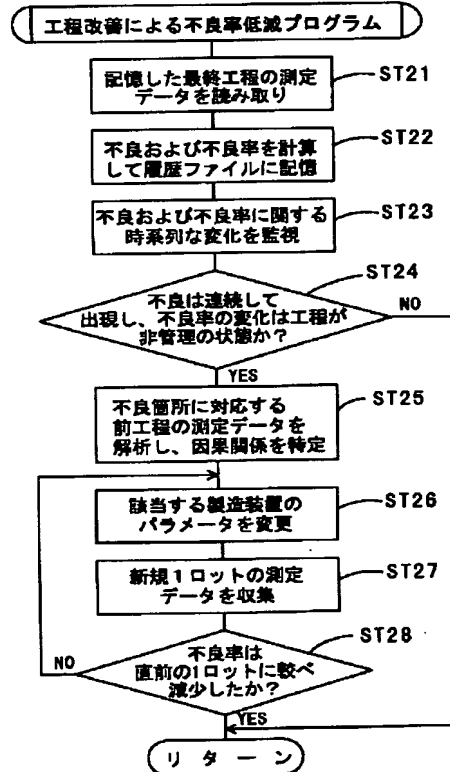 工程改善による不良率低減プログラム
記憶した最終工程の測定
データを読み取り
ST21
不良および不良率を計算
して履歴ファイルに記憶
ST22
不良および不良率に関する
時系列な変化を監視
ST23
ST24
不良は連続して
出現し、不良率の変化は工程が
非管理の状態か？
NO
YES
不良箇所に対応する
前工程の測定データを
解析し、因果関係を特定
ST25
該当する製造装置の
パラメータを変更
ST26
新規1ロットの測定
データを収集
ST27
ST28
不良率は
直前の1ロットに較べ
減少したか？
NO
YES
リターン